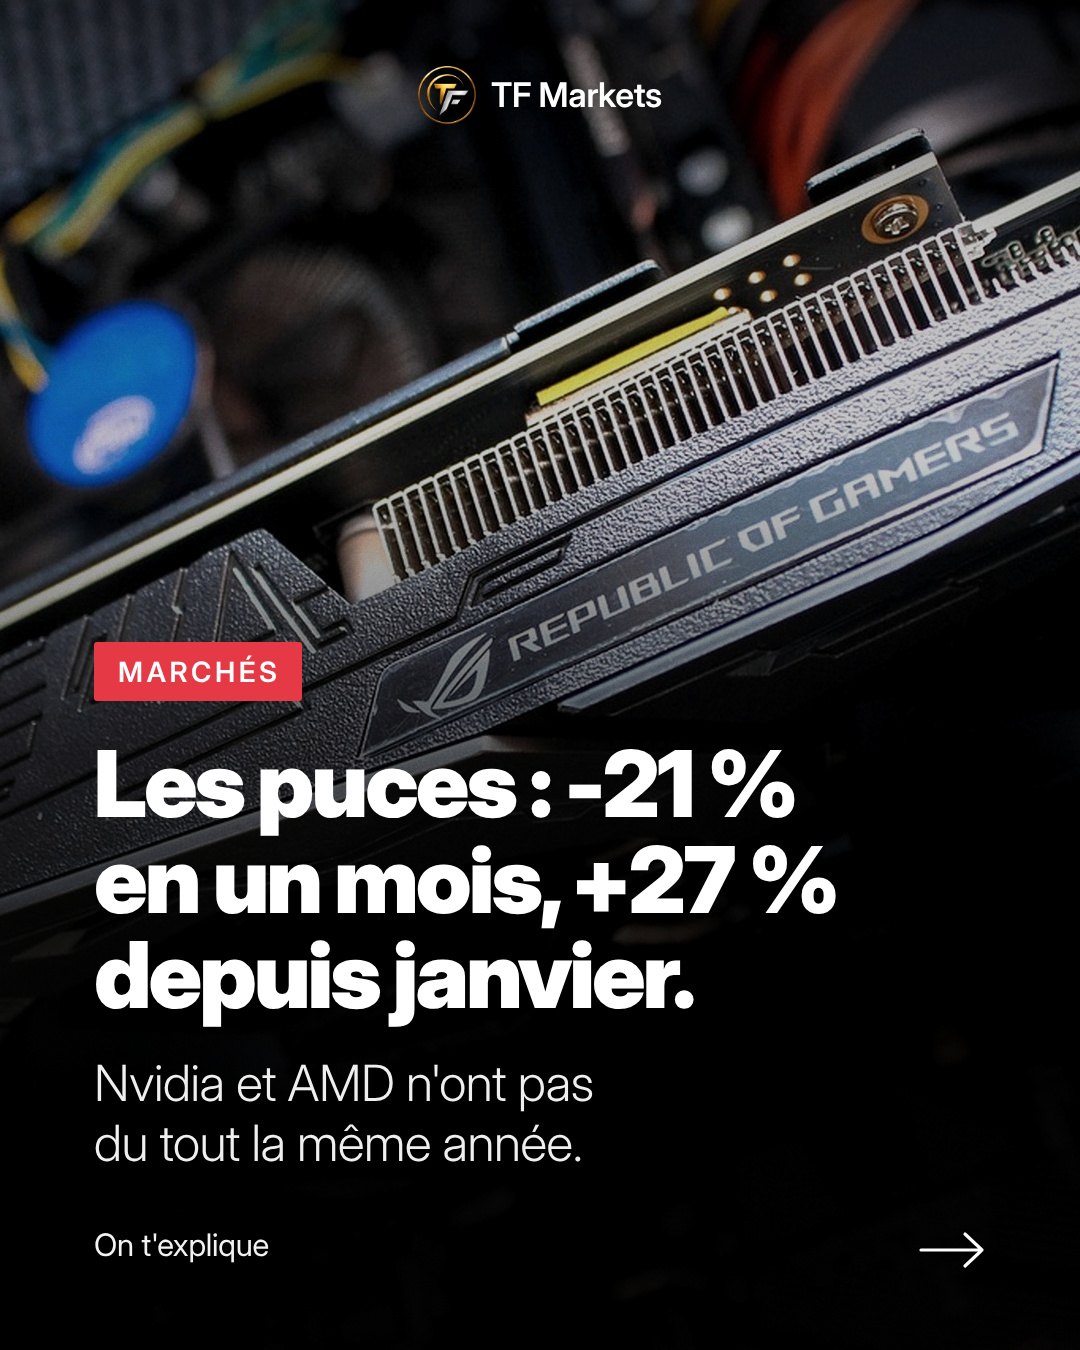 TF Markets
REPUBLIC OF GAMERS
MARCHÉS
Les puces : -21 %
en un mois, +27 %
depuis janvier.
Nvidia et AMD n'ont pas
du tout la même année.
On t'explique